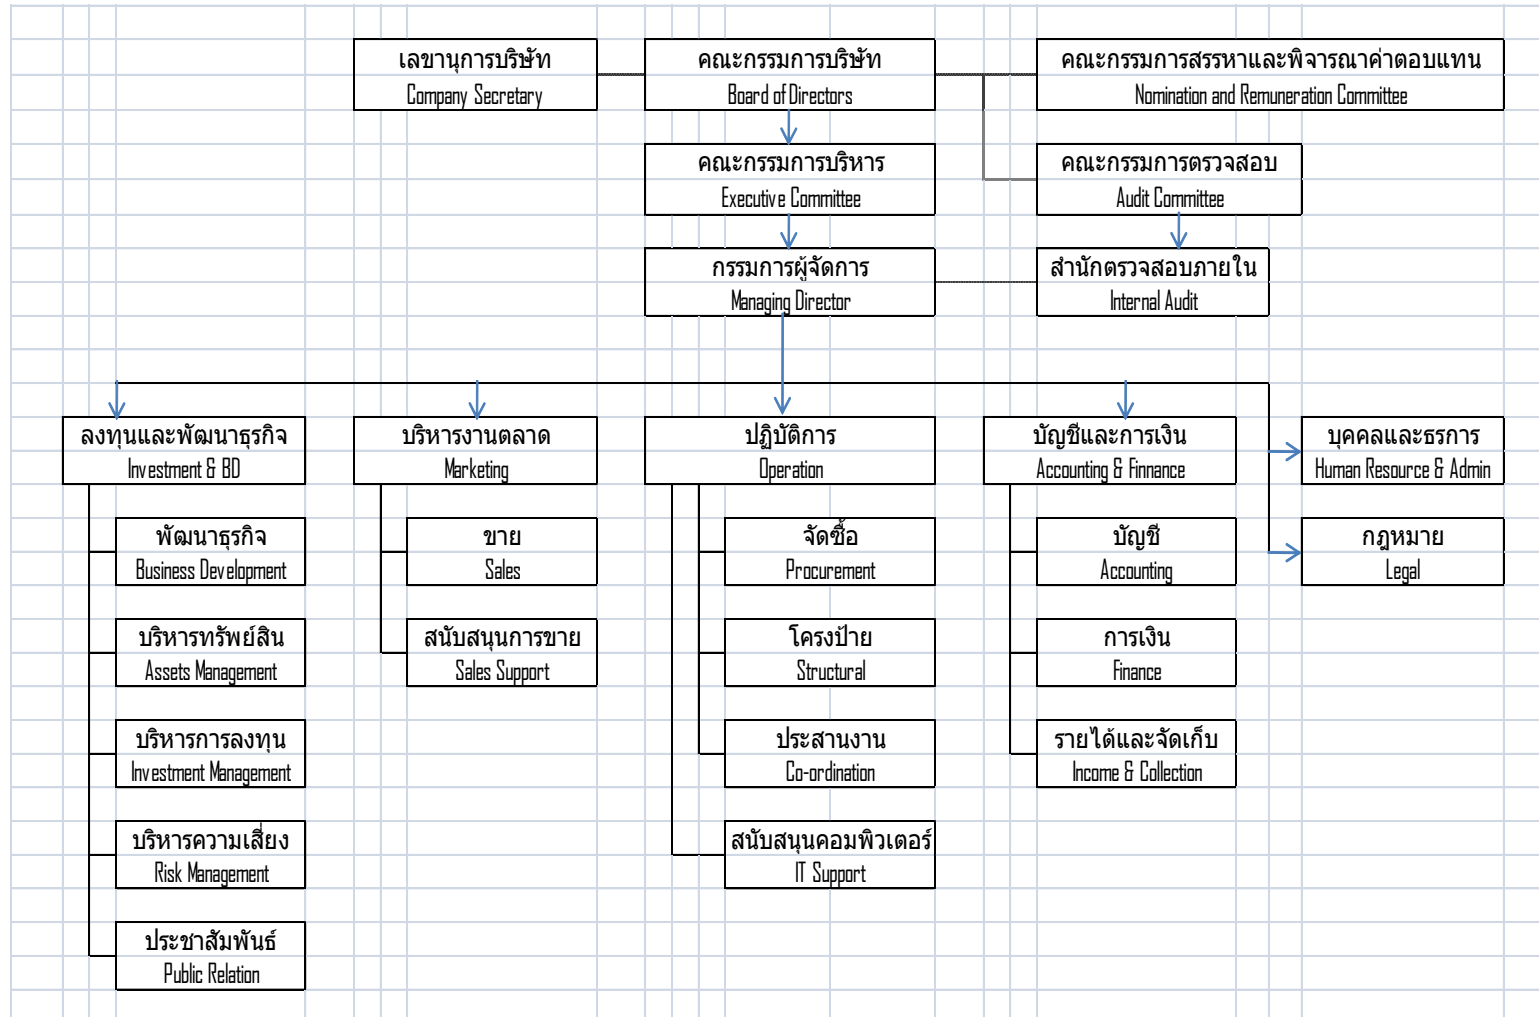 เลขานุการบริษัท
Company Secretary
คณะกรรมการบริษัท
Board of Directors
คณะกรรมการสรรหาและพิจารณาค่าตอบแทน
Nomination and Remuneration Committee
คณะกรรมการบริหาร
Executive Committee
คณะกรรมการตรวจสอบ
Audit Committee
กรรมการผู้จัดการ
Managing Director
สำนักตรวจสอบภายใน
Internal Audit
ลงทุนและพัฒนาธุรกิจ
Investment & BD
บริหารงานตลาด
Marketing
ปฏิบัติการ
Operation
บัญชีและการเงิน
Accounting & Finnance
บุคคลและธรการ
Human Resource & Admin
พัฒนาธุรกิจ
Business Development
ขาย
Sales
จัดซื้อ
Procurement
บัญชี
Accounting
กฎหมาย
Legal
บริหารทรัพย์สิน
Assets Management
สนับสนุนการขาย
Sales Support
โครงป้าย
Structural
การเงิน
Finance
บริหารการลงทุน
Investment Management
ประสานงาน
Co-ordination
รายได้และจัดเก็บ
Income & Collection
บริหารความเสี่ยง
Risk Management
สนับสนุนคอมพิวเตอร์
IT Support
ประชาสัมพันธ์
Public Relation